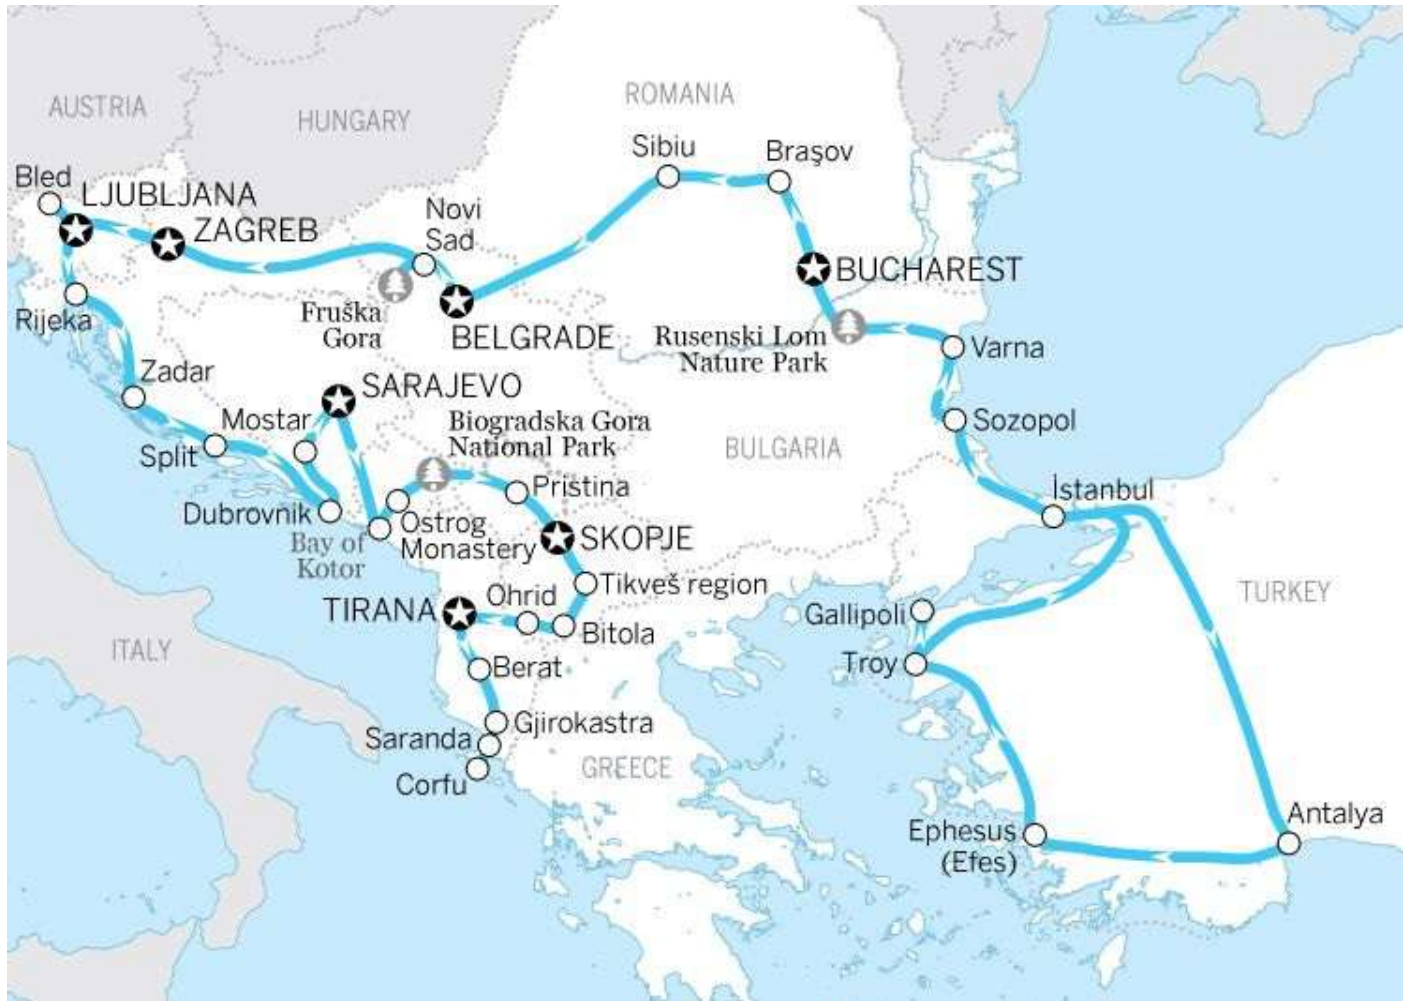 ROMANIA
AUSTRIA
HUNGARY
Sibiu
Braşov
Bled
LJUBLJANA
ZAGREB
Novi
Sad
BUCHAREST
Fruška
Gora
BELGRADE
Rijeka
Rusenski Lom
Nature Park
Varna
Zadar
SARAJEVO
Mostar
Biogradska Gora
National Park
Sozopol
Split
BULGARIA
Pristina
İstanbul
Dubrovnik
Ostrog
Monastery
Bay of
Kotor
SKOPJE
Tikveš region
TURKEY
Ohrid
TIRANA
Gallipoli
Bitola
ITALY
Berat
Troy
Gjirokastra
Saranda
GREECE
Corfu
Antalya
Ephesus
(Efes)